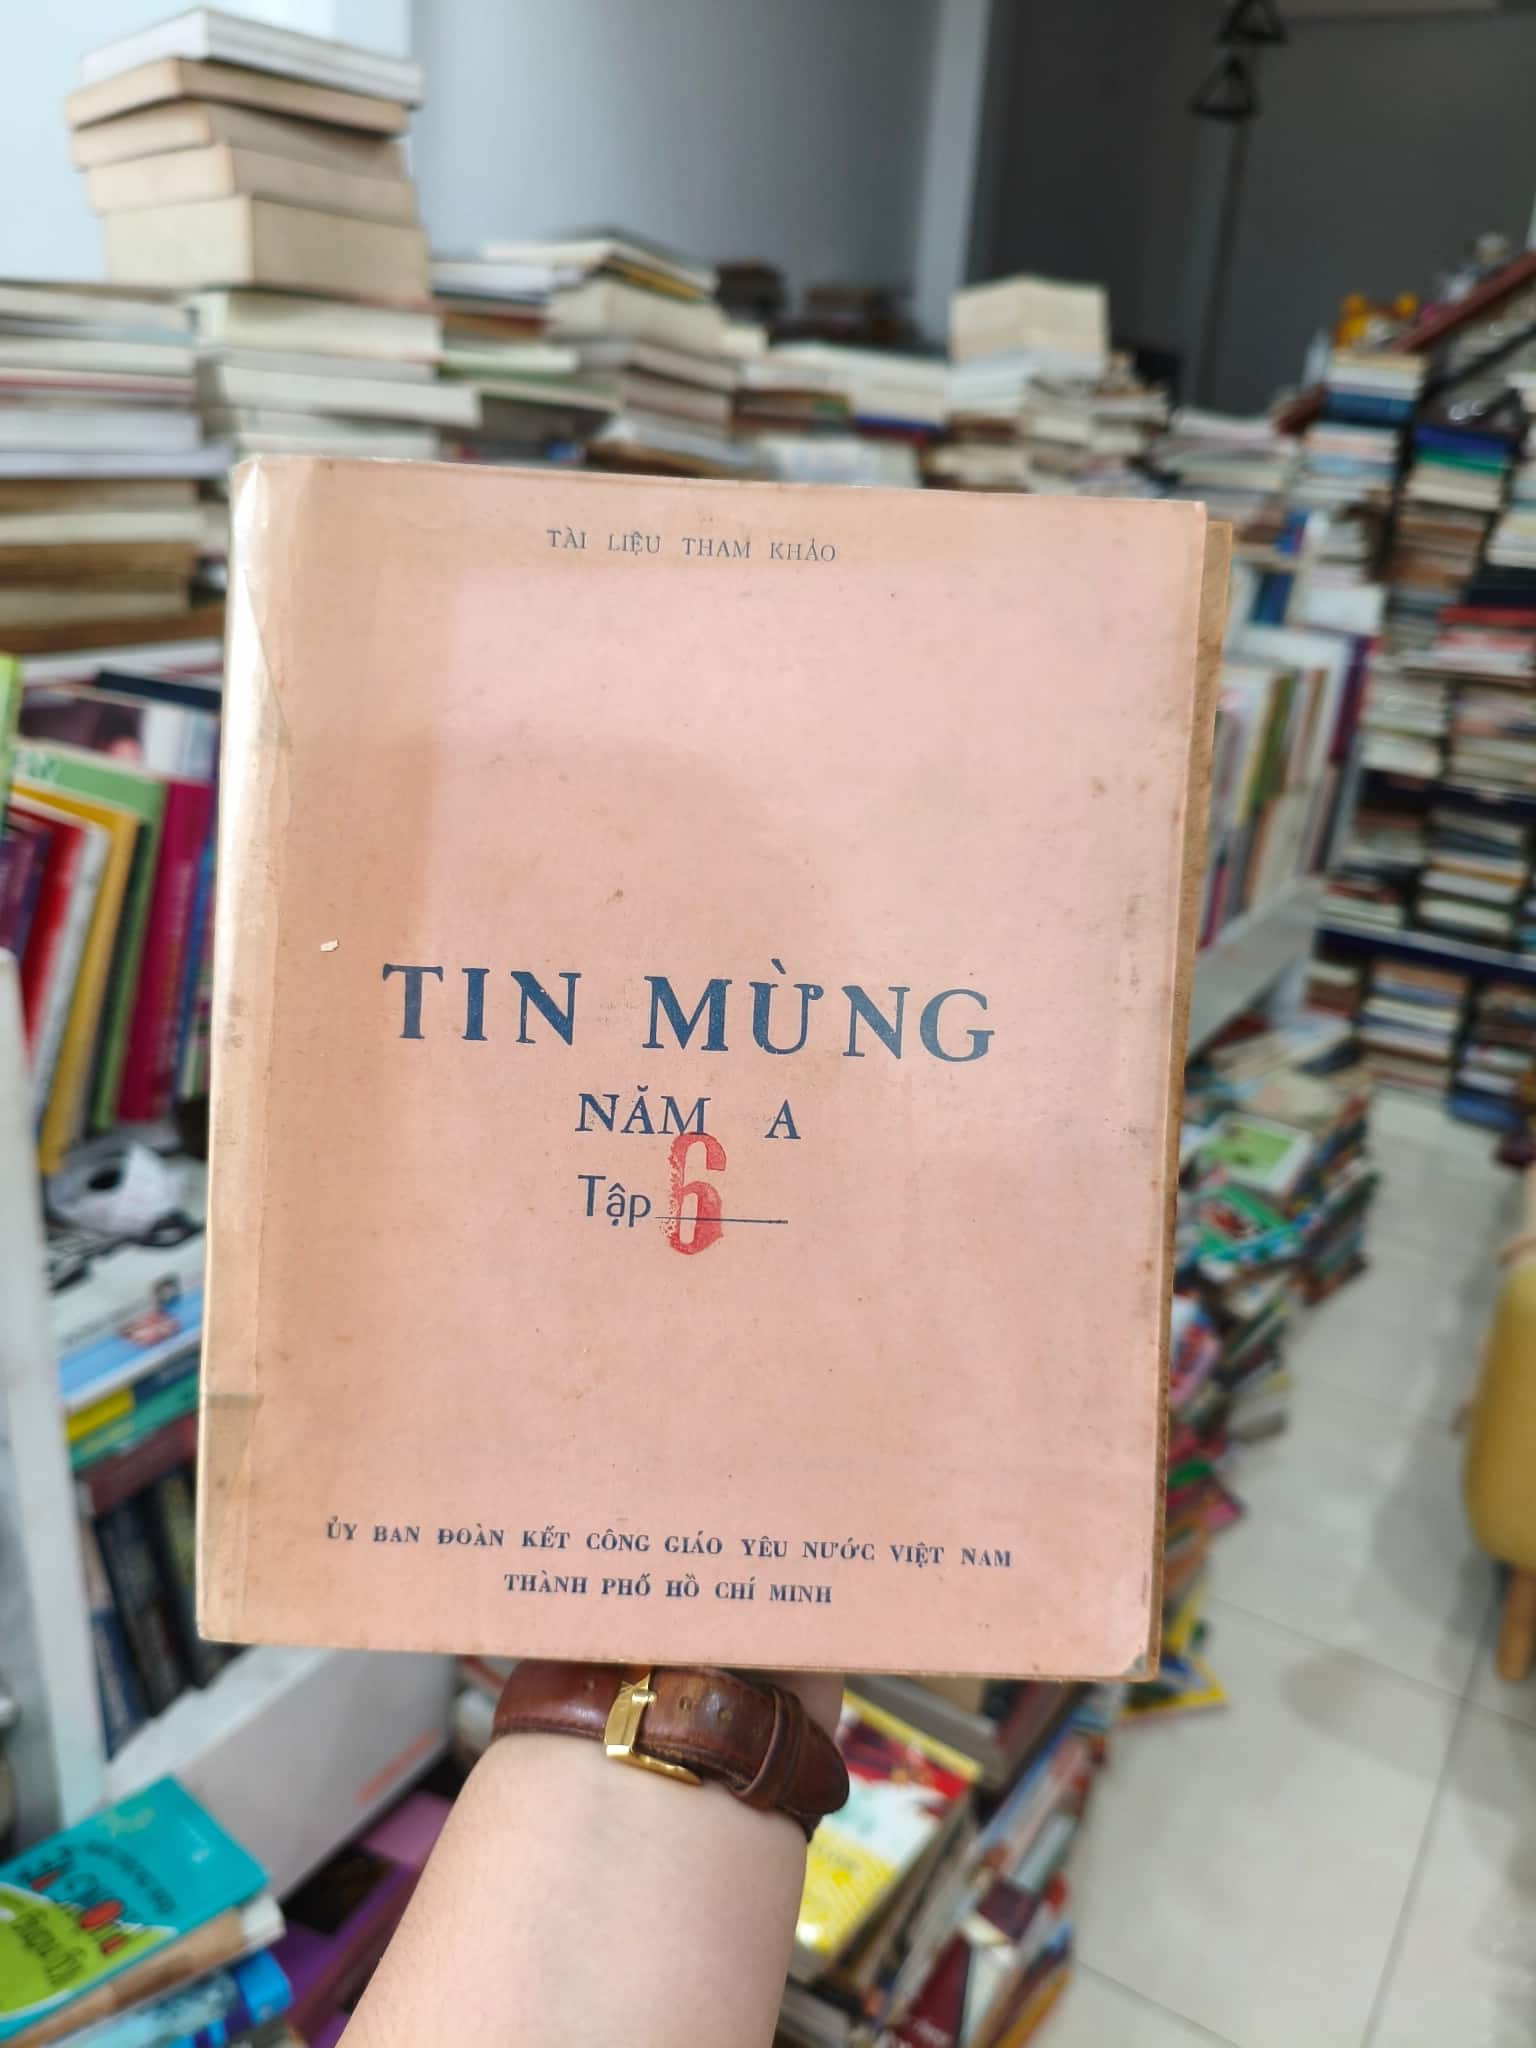 TÀI LIỆU THAM KHẢO
TIN MỪNG
NĂM A
Tập 6
ỦY BAN ĐOÀN KẾT CÔNG GIÁO YÊU NƯỚC VIỆT NAM
THÀNH PHỐ HỒ CHÍ MINH